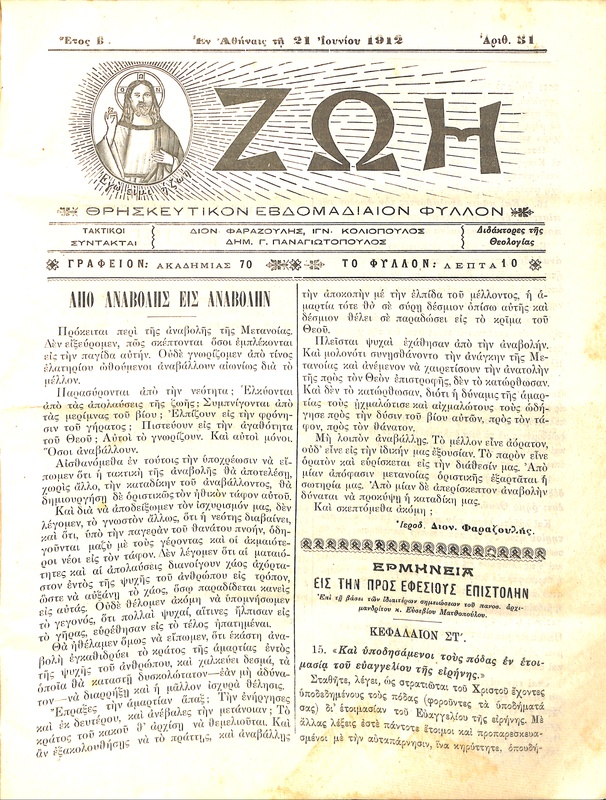 Ἔτος Β. Ἐν Ἀθήναις τῇ 21 Ἰουνίου 1912 Ἀριθ. 51
ΖΩΗ
Ἐγώ εἰμι ἡ ζωή
ΘΡΗΣΚΕΥΤΙΚΟΝ ΕΒΔΟΜΑΔΙΑΙΟΝ ΦΥΛΛΟΝ
ΤΑΚΤΙΚΟΙ
ΣΥΝΤΑΚΤΑΙ
ΔΙΟΝ. ΦΑΡΑΖΟΥΛΗΣ, ΙΓΝ. ΚΟΛΙΟΠΟΥΛΟΣ
ΔΗΜ. Γ. ΠΑΝΑΓΙΩΤΟΠΟΥΛΟΣ
Διδάκτορες τῆς
Θεολογίας
ΓΡΑΦΕΙΟΝ: ΑΚΑΔΗΜΙΑΣ 70 ΤΟ ΦΥΛΛΟΝ: ΛΕΠΤΑ 10
ΑΠΟ ΑΝΑΒΟΛΗΣ ΕΙΣ ΑΝΑΒΟΛΗΝ
Πρόκειται περὶ τῆς ἀναβολῆς τῆς Μετανοίας.
Δὲν εἰξεύρομεν, πῶς σκέπτονται ὅσοι ἐμπλέκονται
εἰς τὴν παγίδα αὐτήν. Οὐδὲ γνωρίζομεν ἀπὸ τίνος
ἐλατηρίου ὠθούμενοι ἀναβάλλουν αἰωνίως διὰ τὸ
μέλλον.
Παρασύρονται ἀπὸ τὴν νεότητα; Ἑλκύονται
ἀπὸ τὰς ἀπολαύσεις τῆς ζωῆς; Συμπνίγονται ἀπὸ
τὰς μερίμνας τοῦ βίου; Ἐλπίζουν εἰς τὴν φρόνη-
σιν τοῦ γήρατος; Πιστεύουν εἰς τὴν ἀγαθότητα
τοῦ Θεοῦ; Αὐτοὶ τὸ γνωρίζουν. Καὶ αὐτοὶ μόνοι.
Ὅσοι ἀναβάλλουν.
Αἰσθανόμεθα ἐν τούτοις τὴν ὑποχρέωσιν νὰ εἴ-
πωμεν ὅτι ἡ τακτικὴ τῆς ἀναβολῆς θὰ ἀποτελέσῃ,
χωρὶς ἄλλο, τὴν καταδίκην τοῦ ἀναβάλλοντος, θὰ
δημιουργήσῃ δὲ ὁριστικῶς τὸν ἠθικὸν τάφον αὐτοῦ.
Καὶ διὰ νὰ ἀποδείξωμεν τὸν ἰσχυρισμόν μας, δὲν
λέγομεν, τὸ γνωστὸν ἄλλως, ὅτι ἡ νεότης διαβαίνει,
καὶ ὅτι, ὑπὸ τὴν παγερὰν τοῦ θανάτου πνοήν, ὁδη-
γοῦνται μαζὺ μὲ τοὺς γέροντας καὶ οἱ ἀκμαιότε-
ροι νέοι εἰς τὸν τάφον. Δὲν λέγομεν ὅτι αἱ ματαιό-
τητες καὶ αἱ ἀπολαύσεις διανοίγουν χάος ἀχόρτα-
στον ἐντὸς τῆς ψυχῆς τοῦ ἀνθρώπου εἰς τρόπον,
ὥστε νὰ αὐξάνῃ τὸ χάος, ὅσῳ παραδίδεται κανεὶς
εἰς αὐτάς. Οὐδὲ θέλομεν ἀκόμη νὰ ὑπομνήσωμεν
τὸ γεγονός, ὅτι πολλαὶ ψυχαί, αἵτινες ἤλπισαν εἰς
τὸ γῆρας, εὑρέθησαν εἰς τὸ τέλος ἠπατημέναι.
Θὰ ἠθέλαμεν ὅμως νὰ εἴπωμεν, ὅτι ἑκάστη ἀνα-
βολὴ ἐγκαθιδρύει τὸ κράτος τῆς ἁμαρτίας ἐντὸς
τῆς ψυχῆς τοῦ ἀνθρώπου, καὶ χαλκεύει δεσμά, τὰ
ὁποῖα θὰ καταστῇ δυσκολώτατον—ἐὰν μὴ ἀδύνα-
τον—νὰ διαρρήξῃ καὶ ἡ μᾶλλον ἰσχυρὰ θέλησις.
Ἔπραξες τὴν ἁμαρτίαν ἅπαξ; Τὴν ἐνήργησες
καὶ ἐκ δευτέρου, καὶ ἀνέβαλες τὴν μετάνοιαν; Τὸ
κράτος τοῦ κακοῦ θ' ἀρχίσῃ νὰ θεμελιοῦται. Καὶ
ἂν ἐξακολουθήσῃς νὰ τὸ πράττῃς, καὶ ἀναβάλλῃς
τὴν ἀποκοπὴν μὲ τὴν ἐλπίδα τοῦ μέλλοντος, ἡ ἁ-
μαρτία τότε θὰ σὲ σύρῃ δέσμιον ὀπίσω αὐτῆς καὶ
δέσμιον θέλει σὲ παραδώσει εἰς τὸ κρῖμα τοῦ
Θεοῦ.
Πλεῖσται ψυχαὶ ἐχάθησαν ἀπὸ τὴν ἀναβολήν.
Καὶ μολονότι συνῃσθάνοντο τὴν ἀνάγκην τῆς Με-
τανοίας καὶ ἀνέμενον νὰ χαιρετίσουν τὴν ἀνατολὴν
τῆς πρὸς τὸν Θεὸν ἐπιστροφῆς, δὲν τὸ κατώρθωσαν.
Καὶ δὲν τὸ κατώρθωσαν, διότι ἡ δύναμις τῆς ἁμαρ-
τίας τοὺς ᾐχμαλώτισε καὶ αἰχμαλώτους τοὺς ὡδή-
γησε πρὸς τὴν δύσιν τοῦ βίου αὐτῶν, πρὸς τὸν τά-
φον, πρὸς τὸν θάνατον.
Μὴ λοιπὸν ἀναβάλλῃς. Τὸ μέλλον εἶνε ἀόρατον,
οὐδ' εἶνε εἰς τὴν ἰδικήν μας ἐξουσίαν. Τὸ παρὸν εἶνε
ὁρατὸν καὶ εὑρίσκεται εἰς τὴν διάθεσίν μας. Ἀπὸ
μίαν ἀπόφασιν μετανοίας ὁριστικὴν ἐξαρτᾶται ἡ
σωτηρία μας. Ἀπὸ μίαν δὲ ἀπερίσκεπτον ἀναβολὴν
δύναται νὰ προκύψῃ ἡ καταδίκη μας.
Καὶ σκεπτόμεθα ἀκόμη;
Ἱεροδ. Διον. Φαραζουλῆς.
ΕΡΜΗΝΕΙΑ
ΕΙΣ ΤΗΝ ΠΡΟΣ ΕΦΕΣΙΟΥΣ ΕΠΙΣΤΟΛΗΝ
Ἐπὶ τῇ βάσει τῶν ἰδιαιτέρων σημειώσεων τοῦ πανοσ. ἀρχι-
μανδρίτου κ. Εὐσεβίου Ματθοπούλου.
ΚΕΦΑΛΑΙΟΝ ΣΤ΄.
15. «Καὶ ὑποδησάμενοι τοὺς πόδας ἐν ἑτοι-
μασίᾳ τοῦ εὐαγγελίου τῆς εἰρήνης.»
Σταθῆτε, λέγει, ὡς στρατιῶται τοῦ Χριστοῦ ἔχοντες
ὑποδεδημένους τοὺς πόδας (φοροῦντες τὰ ὑποδήματά
σας) δι' ἑτοιμασίαν τοῦ Εὐαγγελίου τῆς εἰρήνης. Μὲ
ἄλλας λέξεις ἐστὲ πάντοτε ἕτοιμοι καὶ προπαρεσκευα-
σμένοι μὲ τὴν αὐταπάρνησιν, ἵνα κηρύττητε, ὁπουδή-